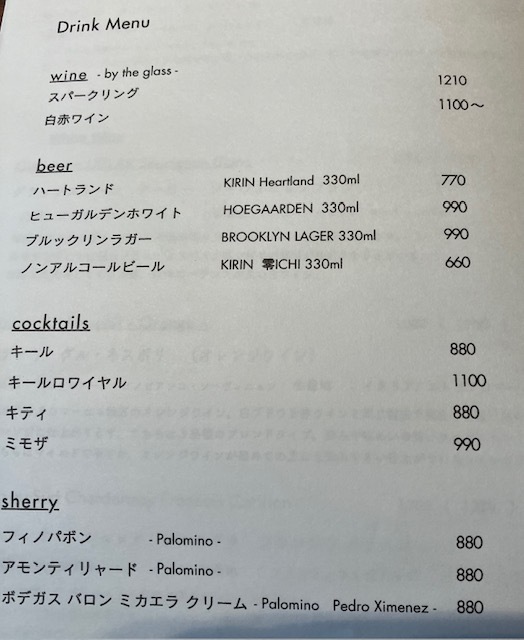 Drink Menu
wine - by the glass -
スパークリング 1210
白赤ワイン 1100～
beer
ハートランド KIRIN Heartland 330ml 770
ヒューガルデンホワイト HOEGAARDEN 330ml 990
ブルックリンラガー BROOKLYN LAGER 330ml 990
ノンアルコールビール KIRIN 零ICHI 330ml 660
cocktails
キール 880
キールロワイヤル 1100
キティ 880
ミモザ 990
sherry
フィノパボン - Palomino - 880
アモンティリャード - Palomino - 880
ボデガス バロン ミカエラ クリーム - Palomino Pedro Ximenez - 880